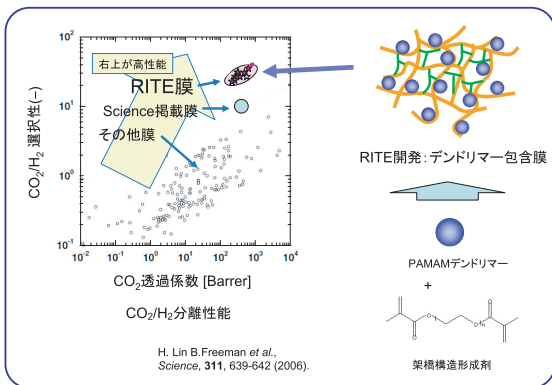 右上が高性能
RITE膜
Science掲載膜
その他膜
CO₂/H₂ 選択性(−)
10²
10¹
10⁰
10⁻¹
10⁻² 10⁻¹ 10⁰ 10¹ 10² 10³ 10⁴
CO₂透過係数 [Barrer]
CO₂/H₂分離性能
H. Lin B.Freeman et al.,
Science, 311, 639-642 (2006).
RITE開発：デンドリマー包含膜
PAMAMデンドリマー
+
O O n O O
架橋構造形成剤